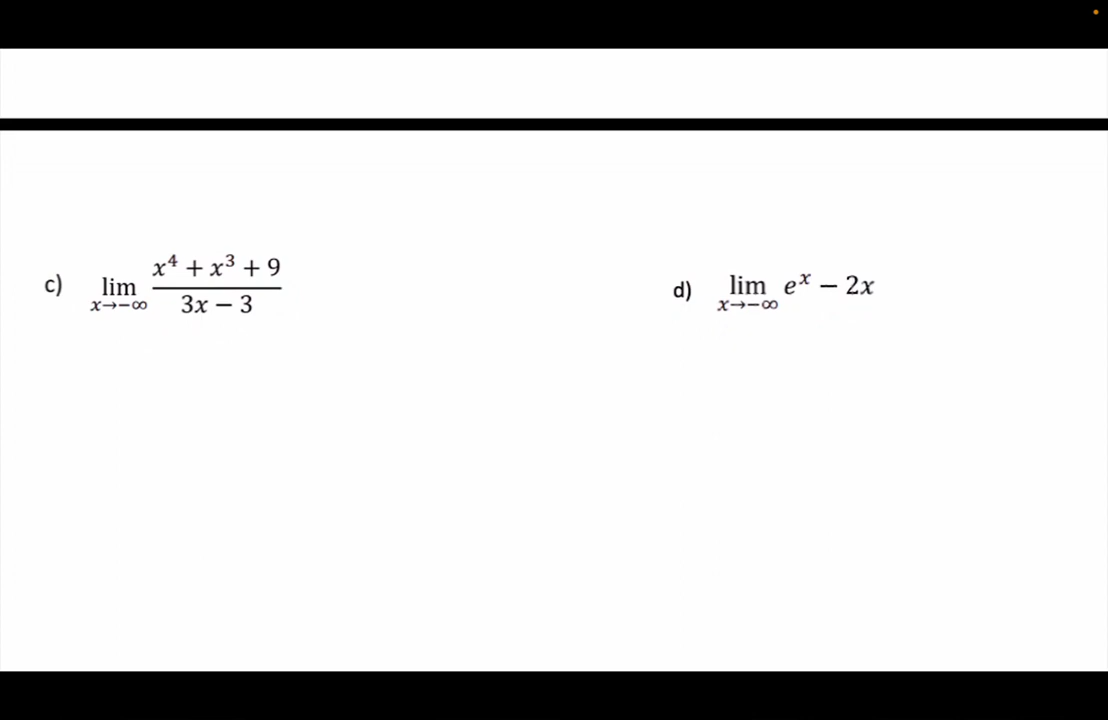 c) lim x→−∞ (x⁴ + x³ + 9)/(3x − 3)
d) lim x→−∞ eˣ − 2x